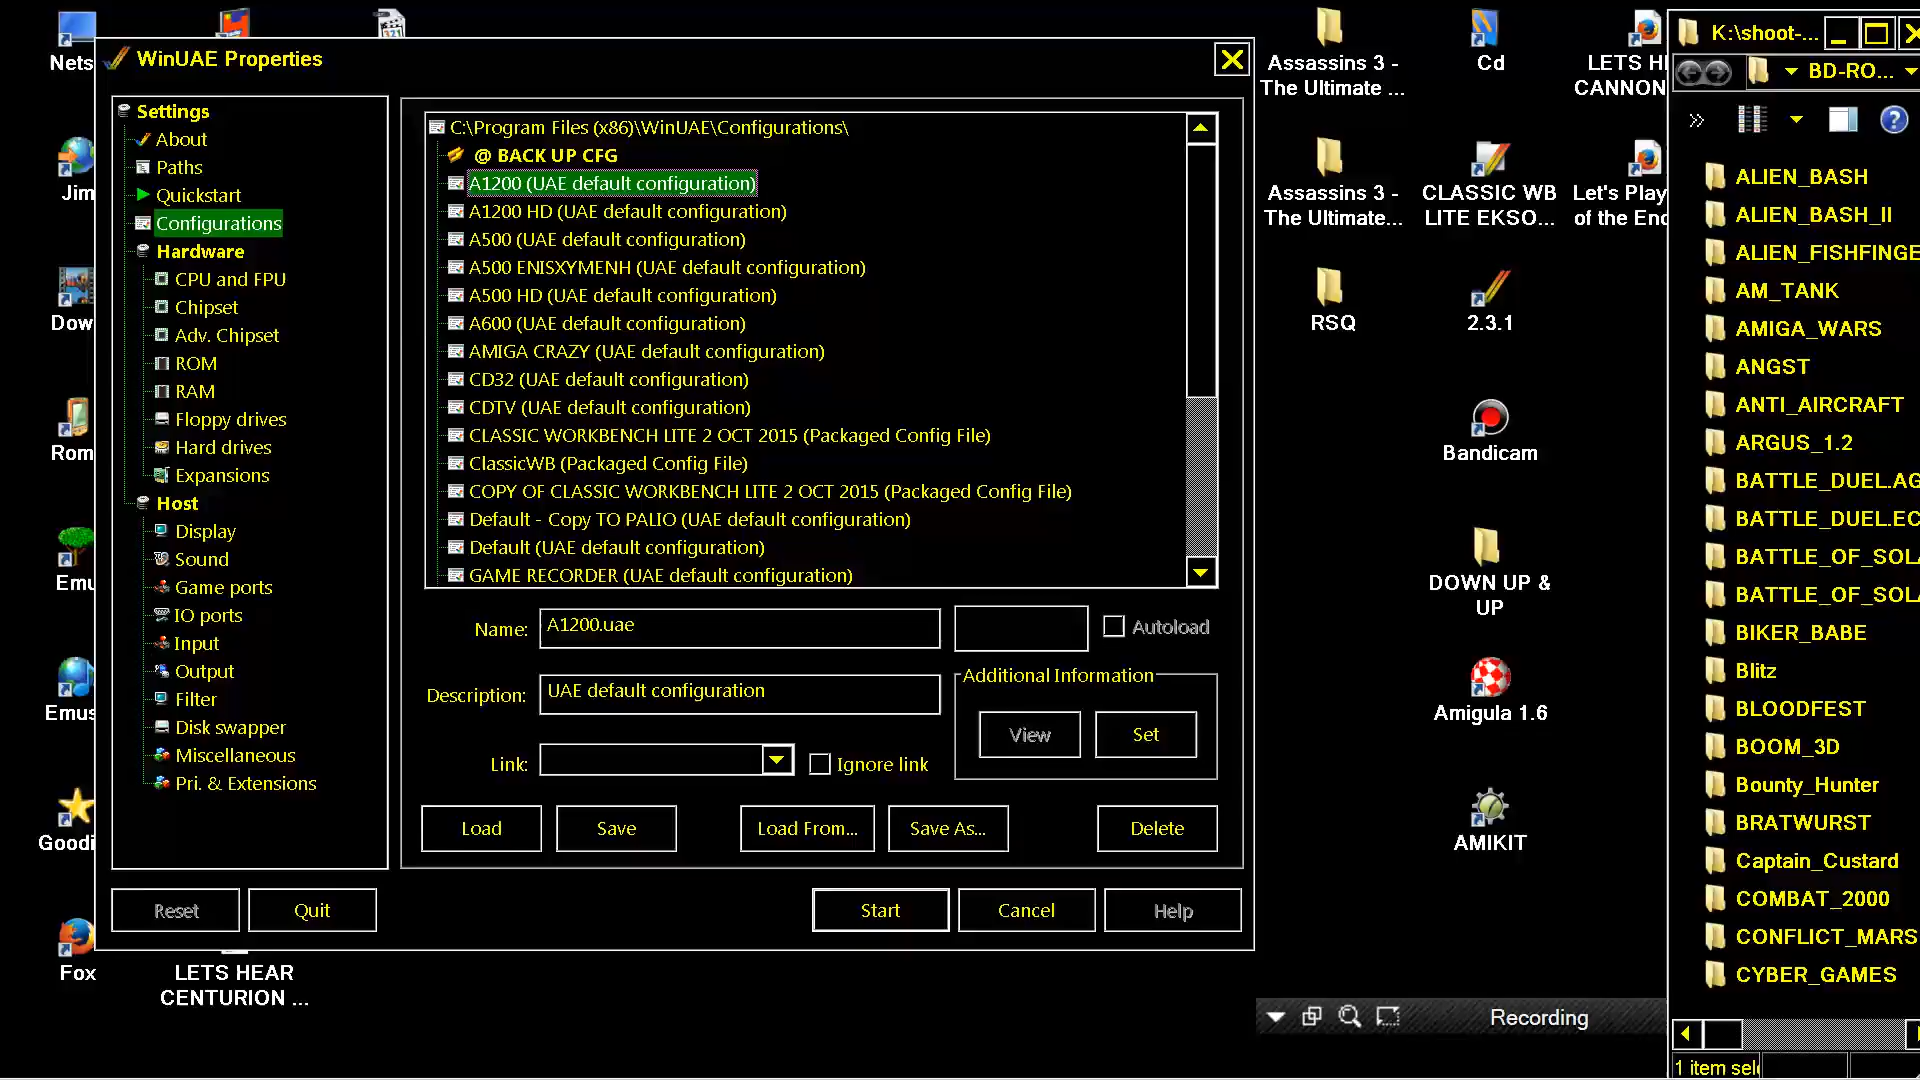 Nets
Jim
Dow
Rom
Emu
Emus
Goodi
Fox
LETS HEAR
CENTURION ...
WinUAE Properties
Settings
About
Paths
Quickstart
Configurations
Hardware
CPU and FPU
Chipset
Adv. Chipset
ROM
RAM
Floppy drives
Hard drives
Expansions
Host
Display
Sound
Game ports
IO ports
Input
Output
Filter
Disk swapper
Miscellaneous
Pri. & Extensions
C:\Program Files (x86)\WinUAE\Configurations\
@ BACK UP CFG
A1200 (UAE default configuration)
A1200 HD (UAE default configuration)
A500 (UAE default configuration)
A500 ENISXYMENH (UAE default configuration)
A500 HD (UAE default configuration)
A600 (UAE default configuration)
AMIGA CRAZY (UAE default configuration)
CD32 (UAE default configuration)
CDTV (UAE default configuration)
CLASSIC WORKBENCH LITE 2 OCT 2015 (Packaged Config File)
ClassicWB (Packaged Config File)
COPY OF CLASSIC WORKBENCH LITE 2 OCT 2015 (Packaged Config File)
Default - Copy TO PALIO (UAE default configuration)
Default (UAE default configuration)
GAME RECORDER (UAE default configuration)
Name: A1200.uae
Autoload
Description: UAE default configuration
Additional Information
View Set
Link:
Ignore link
Load Save Load From... Save As... Delete
Reset Quit Start Cancel Help
Assassins 3 -
The Ultimate ...
Cd
LETS H
CANNON
Assassins 3 -
The Ultimate...
CLASSIC WB
LITE EKSO...
Let's Play
of the End
RSQ
2.3.1
Bandicam
DOWN UP &
UP
Amigula 1.6
AMIKIT
Recording
K:\shoot-...
BD-RO...
ALIEN_BASH
ALIEN_BASH_II
ALIEN_FISHFINGE
AM_TANK
AMIGA_WARS
ANGST
ANTI_AIRCRAFT
ARGUS_1.2
BATTLE_DUEL.AG
BATTLE_DUEL.EC
BATTLE_OF_SOLA
BATTLE_OF_SOLA
BIKER_BABE
Blitz
BLOODFEST
BOOM_3D
Bounty_Hunter
BRATWURST
Captain_Custard
COMBAT_2000
CONFLICT_MARS
CYBER_GAMES
1 item sel